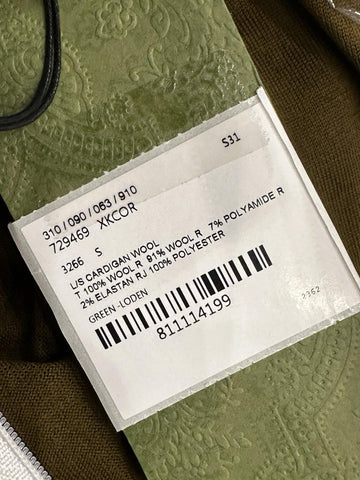 S31
310 / 090 / 063 / 910
729469 XKCOR
3266 S
L/S CARDIGAN WOOL
T 100% WOOL R 91% WOOL R 7% POLYAMIDE R
2% ELASTAN RJ 100% POLYESTER
GREEN-LODEN
811114199
2362